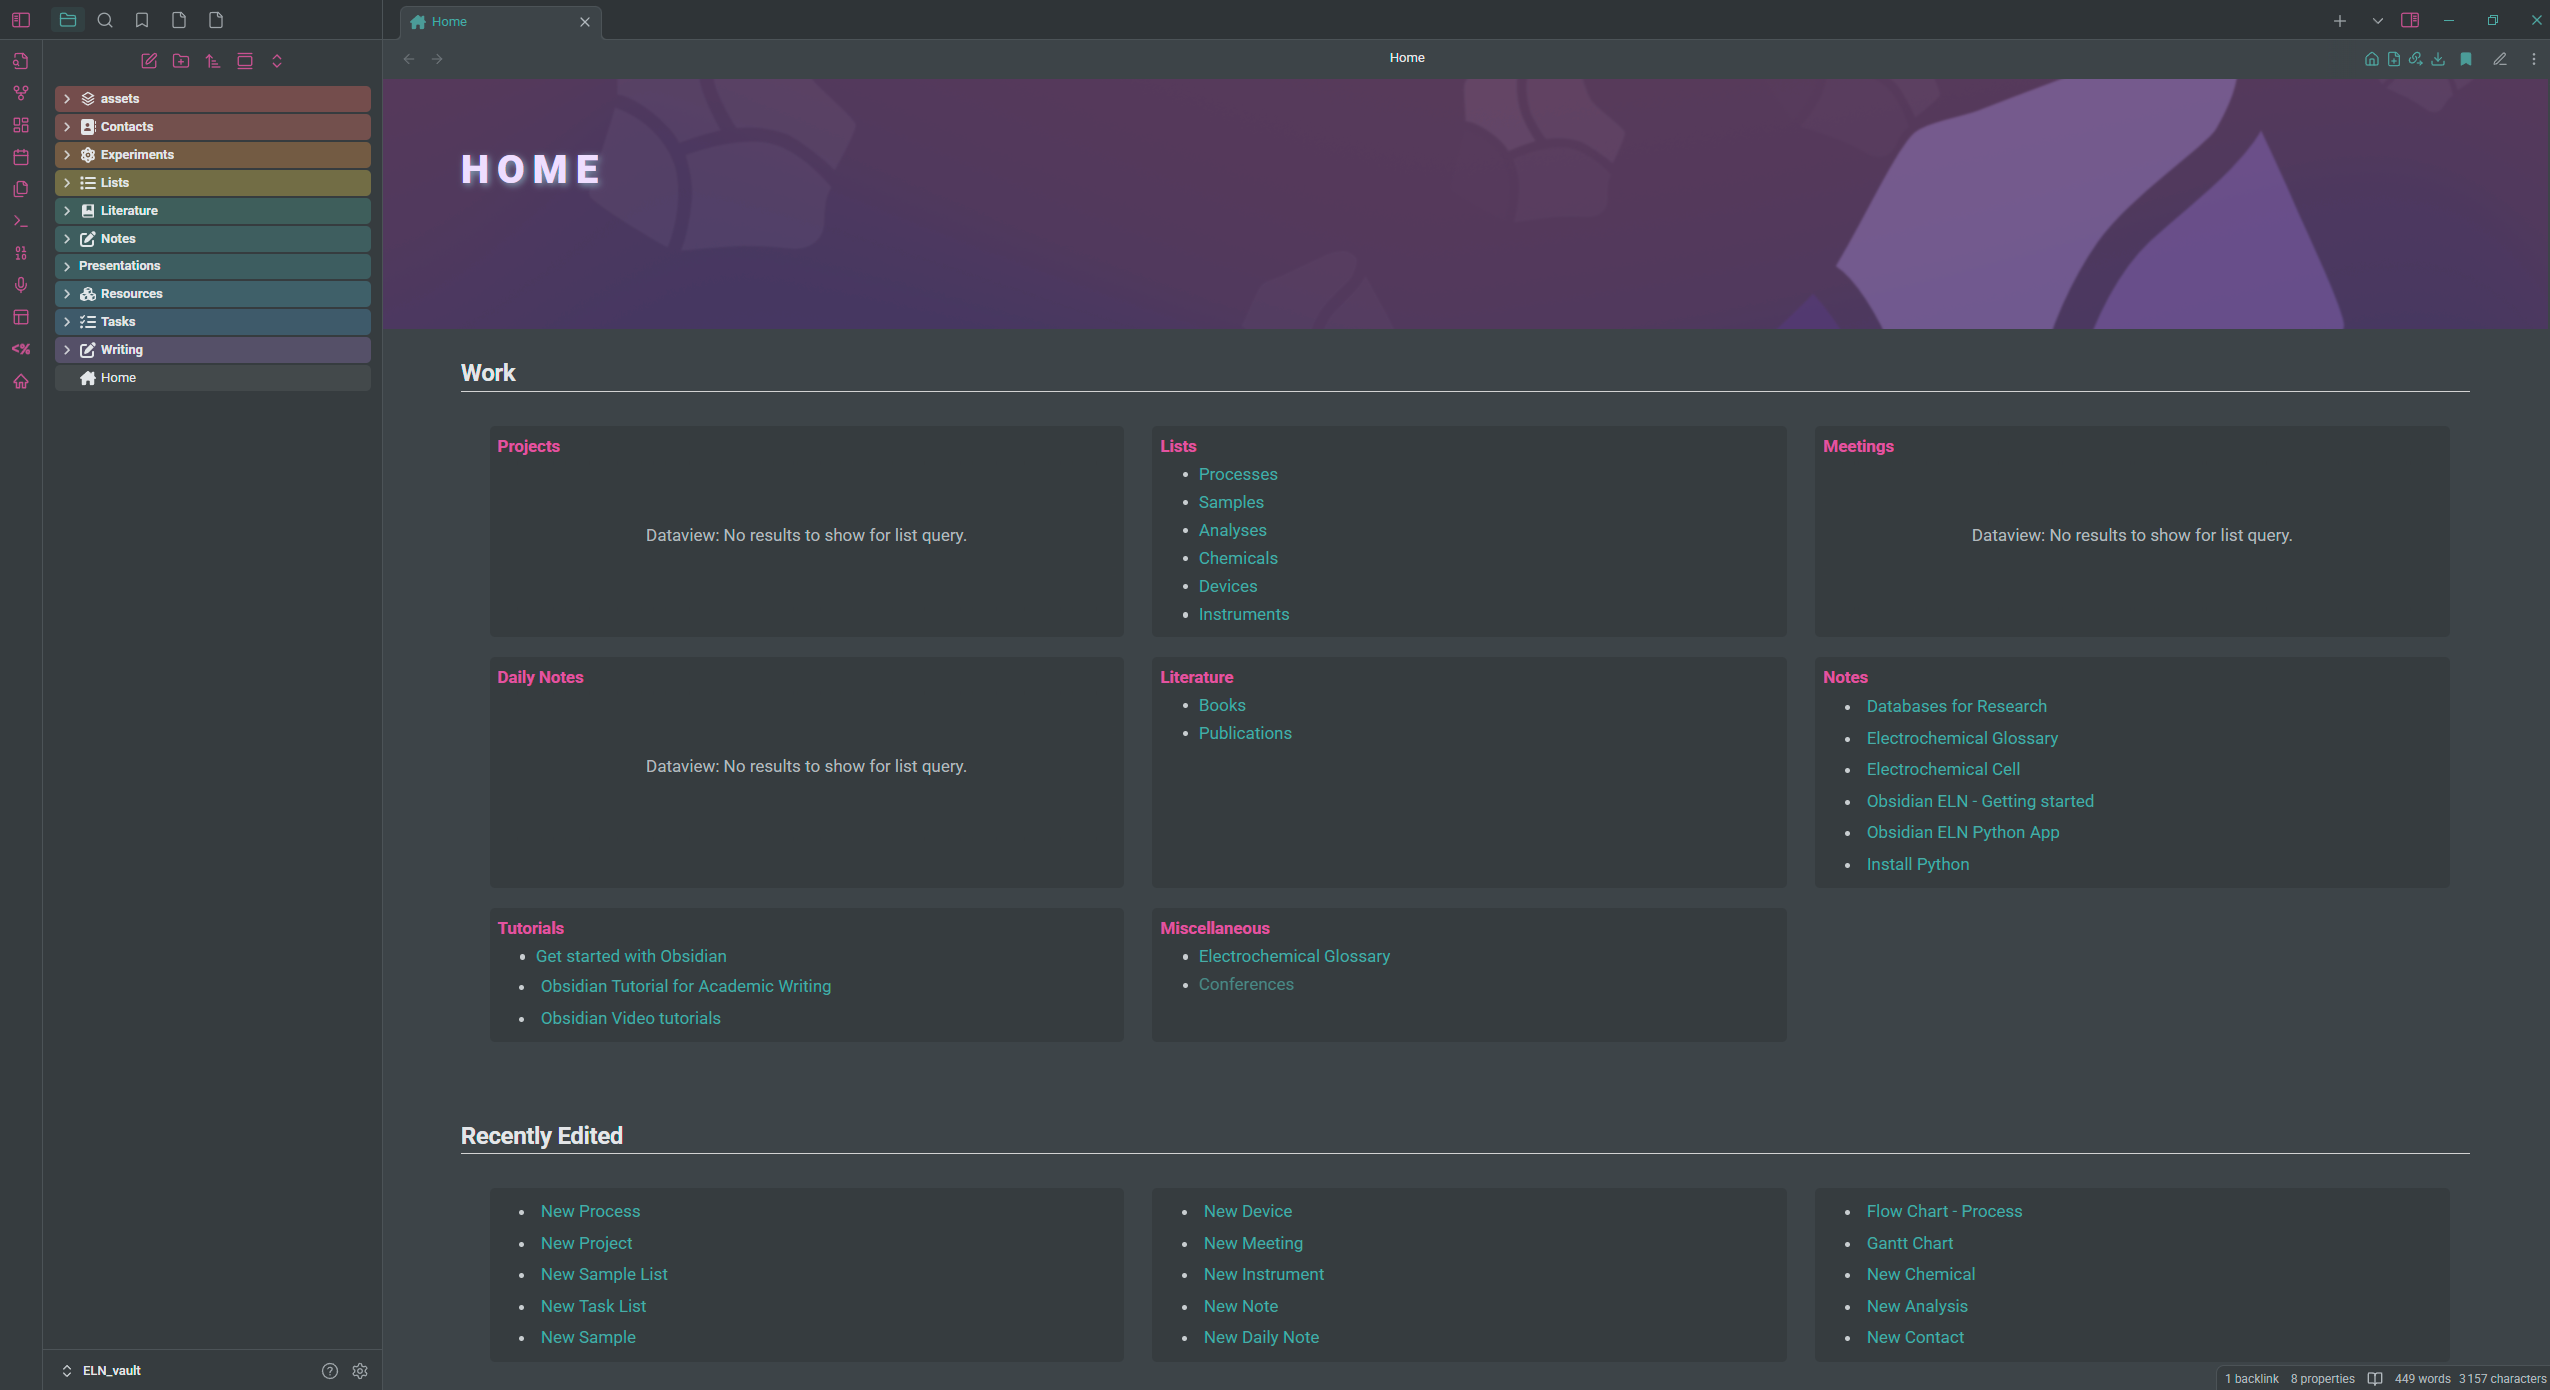 Home
Home
assets
Contacts
Experiments
Lists
Literature
Notes
Presentations
Resources
Tasks
Writing
Home
<%
ELN_vault
HOME
Work
Projects
Dataview: No results to show for list query.
Lists
Processes
Samples
Analyses
Chemicals
Devices
Instruments
Meetings
Dataview: No results to show for list query.
Daily Notes
Dataview: No results to show for list query.
Literature
Books
Publications
Notes
Databases for Research
Electrochemical Glossary
Electrochemical Cell
Obsidian ELN - Getting started
Obsidian ELN Python App
Install Python
Tutorials
Get started with Obsidian
Obsidian Tutorial for Academic Writing
Obsidian Video tutorials
Miscellaneous
Electrochemical Glossary
Conferences
Recently Edited
New Process
New Project
New Sample List
New Task List
New Sample
New Device
New Meeting
New Instrument
New Note
New Daily Note
Flow Chart - Process
Gantt Chart
New Chemical
New Analysis
New Contact
1 backlink 8 properties 449 words 3157 characters